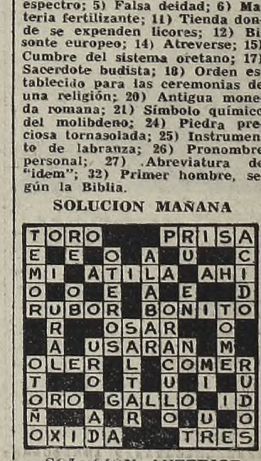 espectro; 5) Falsa deidad; 6) Ma
teria fertilizante; 11) Tienda don-
de se expenden licores; 12) Bi
sonte europeo; 14) Atreverse; 15)
Cumbre del sistema oretano; 17)
Sacerdote budista; 18) Orden es
tablecido para las ceremonias de
una religión; 20) Antigua mone-
da romana; 21) Símbolo químico
del molibdeno; 24) Piedra pre-
ciosa tornasolada; 25) Instrumen
to de labranza; 26) Pronombre
personal; 27) Abreviatura de
"idem"; 32) Primer hombre, se
gún la Biblia.
SOLUCION MAÑANA
TORO PRISA
E E O A U C
MI ATILA AHI
O O E A E D
RUBOR BONITO
R OSAR O
A USARAN M
OLER L COMER
T O T U I U
ORO GALLO ID
Ñ A R O U O
OXIDA TRES